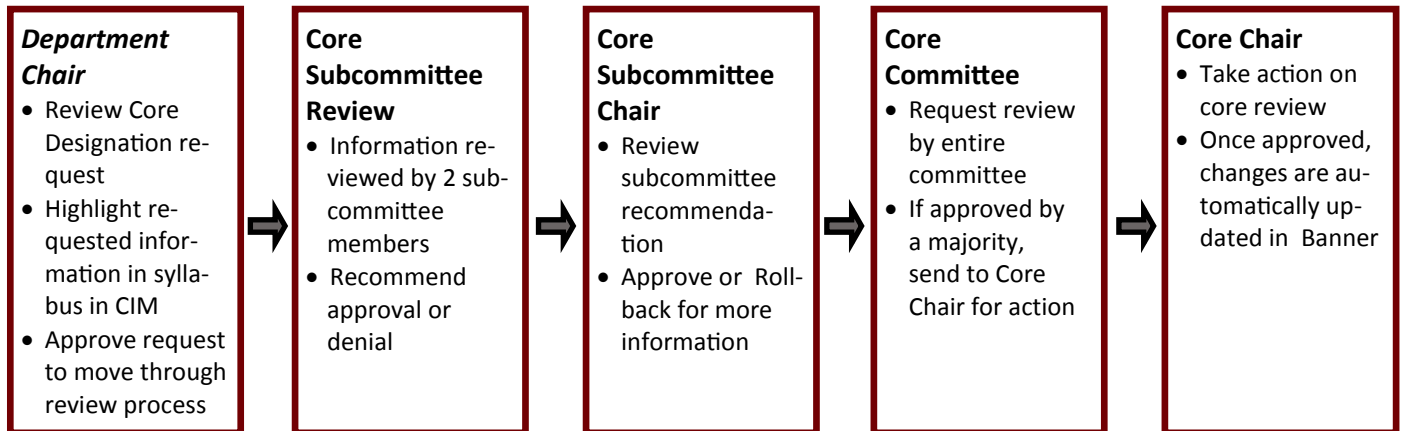 Department
Chair
• Review Core
Designation re-
quest
• Highlight re-
quested infor-
mation in sylla-
bus in CIM
• Approve request
to move through
review process
Core
Subcommittee
Review
• Information re-
viewed by 2 sub-
committee
members
• Recommend
approval or
denial
Core
Subcommittee
Chair
• Review
subcommittee
recommenda-
tion
• Approve or Roll-
back for more
information
Core
Committee
• Request review
by entire
committee
• If approved by
a majority,
send to Core
Chair for action
Core Chair
• Take action on
core review
• Once approved,
changes are au-
tomatically up-
dated in Banner